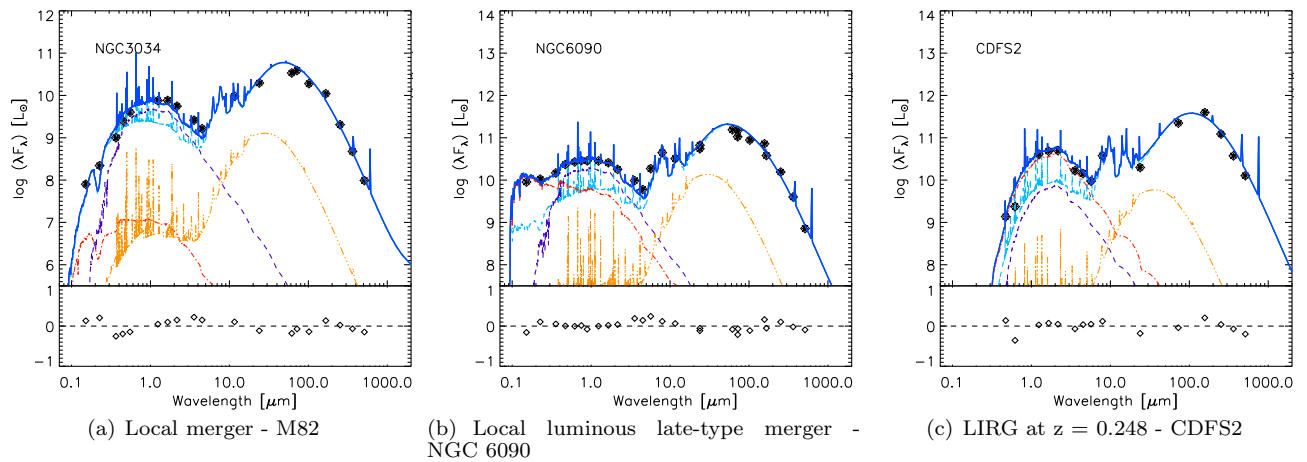 12
11
10
9
8
7
6
log (λFλ) [L⊙]
NGC3034
1
0
-1
0.1 1.0 10.0 100.0 1000.0
Wavelength [μm]
(a) Local merger - M82
14
13
12
11
10
9
8
log (λFλ) [L⊙]
NGC6090
1
0
-1
0.1 1.0 10.0 100.0 1000.0
Wavelength [μm]
(b) Local luminous late-type merger -
NGC 6090
14
13
12
11
10
9
8
log (λFλ) [L⊙]
CDFS2
1
0
-1
0.1 1.0 10.0 100.0 1000.0
Wavelength [μm]
(c) LIRG at z = 0.248 - CDFS2